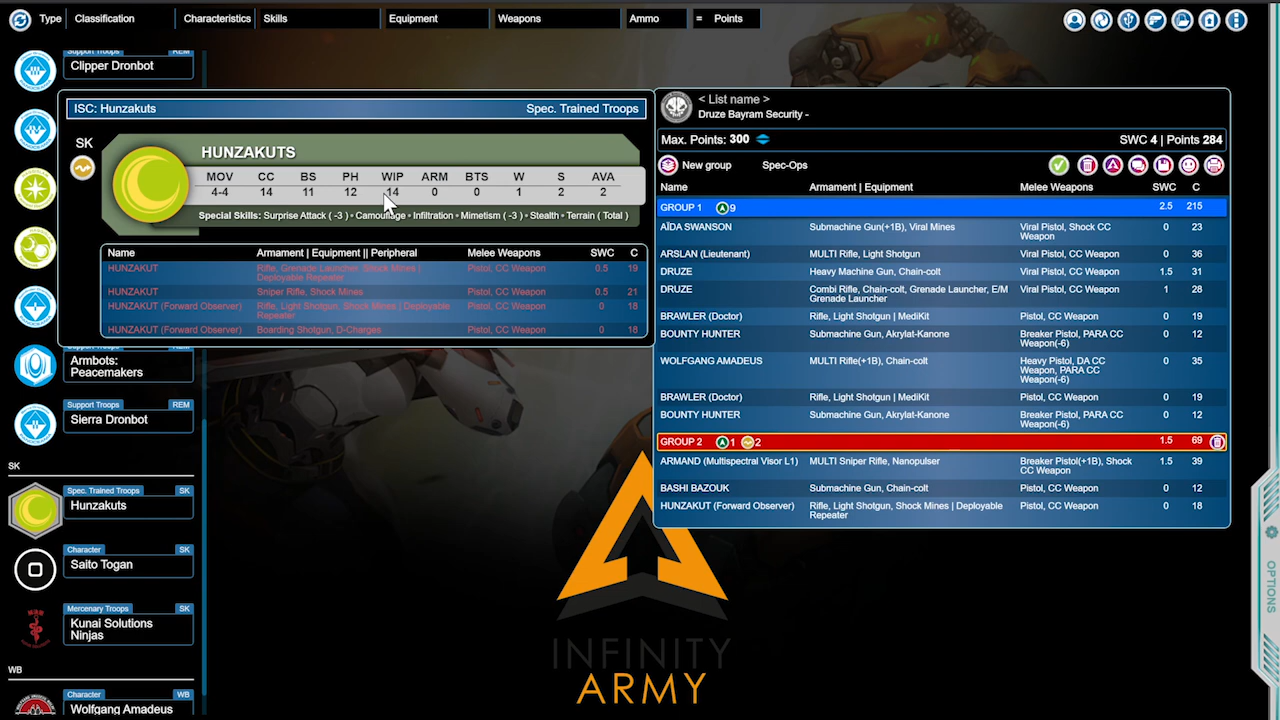 Type
Classification
Characteristics
Skills
Equipment
Weapons
Ammo
=
Points
Support Troops
REM
Clipper Dronbot
ISC: Hunzakuts
Spec. Trained Troops
SK
HUNZAKUTS
MOV CC BS PH WIP ARM BTS W S AVA
4-4 14 11 12 14 0 0 1 2 2
Special Skills: Surprise Attack ( -3 ) • Camouflage • Infiltration • Mimetism ( -3 ) • Stealth • Terrain ( Total )
Name Armament | Equipment || Peripheral Melee Weapons SWC C
HUNZAKUT Rifle, Grenade Launcher, Shock Mines | Pistol, CC Weapon 0.5 19
Deployable Repeater
HUNZAKUT Sniper Rifle, Shock Mines Pistol, CC Weapon 0.5 21
HUNZAKUT (Forward Observer) Rifle, Light Shotgun, Shock Mines | Deployable Pistol, CC Weapon 0 18
Repeater
HUNZAKUT (Forward Observer) Boarding Shotgun, D-Charges Pistol, CC Weapon 0 18
Support Troops
REM
Armbots:
Peacemakers
Support Troops
REM
Sierra Dronbot
SK
Spec. Trained Troops
SK
Hunzakuts
Character
SK
Saito Togan
Mercenary Troops
SK
Kunai Solutions
Ninjas
WB
Character
WB
Wolfgang Amadeus
< List name >
Druze Bayram Security -
Max. Points: 300
SWC 4 | Points 284
New group
Spec-Ops
Name Armament | Equipment Melee Weapons SWC C
GROUP 1 9 2.5 215
AÏDA SWANSON Submachine Gun(+1B), Viral Mines Viral Pistol, Shock CC 0 23
Weapon
ARSLAN (Lieutenant) MULTI Rifle, Light Shotgun Viral Pistol, CC Weapon 0 36
DRUZE Heavy Machine Gun, Chain-colt Viral Pistol, CC Weapon 1.5 31
DRUZE Combi Rifle, Chain-colt, Grenade Launcher, E/M Viral Pistol, CC Weapon 1 28
Grenade Launcher
BRAWLER (Doctor) Rifle, Light Shotgun | MediKit Pistol, CC Weapon 0 19
BOUNTY HUNTER Submachine Gun, Akrylat-Kanone Breaker Pistol, PARA CC 0 12
Weapon(-6)
WOLFGANG AMADEUS MULTI Rifle(+1B), Chain-colt Heavy Pistol, DA CC 0 35
Weapon, PARA CC
Weapon(-6)
BRAWLER (Doctor) Rifle, Light Shotgun | MediKit Pistol, CC Weapon 0 19
BOUNTY HUNTER Submachine Gun, Akrylat-Kanone Breaker Pistol, PARA CC 0 12
Weapon(-6)
GROUP 2 1 2 1.5 69
ARMAND (Multispectral Visor L1) MULTI Sniper Rifle, Nanopulser Breaker Pistol(+1B), Shock 1.5 39
CC Weapon
BASHI BAZOUK Submachine Gun, Chain-colt Pistol, CC Weapon 0 12
HUNZAKUT (Forward Observer) Rifle, Light Shotgun, Shock Mines | Deployable Pistol, CC Weapon 0 18
Repeater
INFINITY
ARMY
OPTIONS